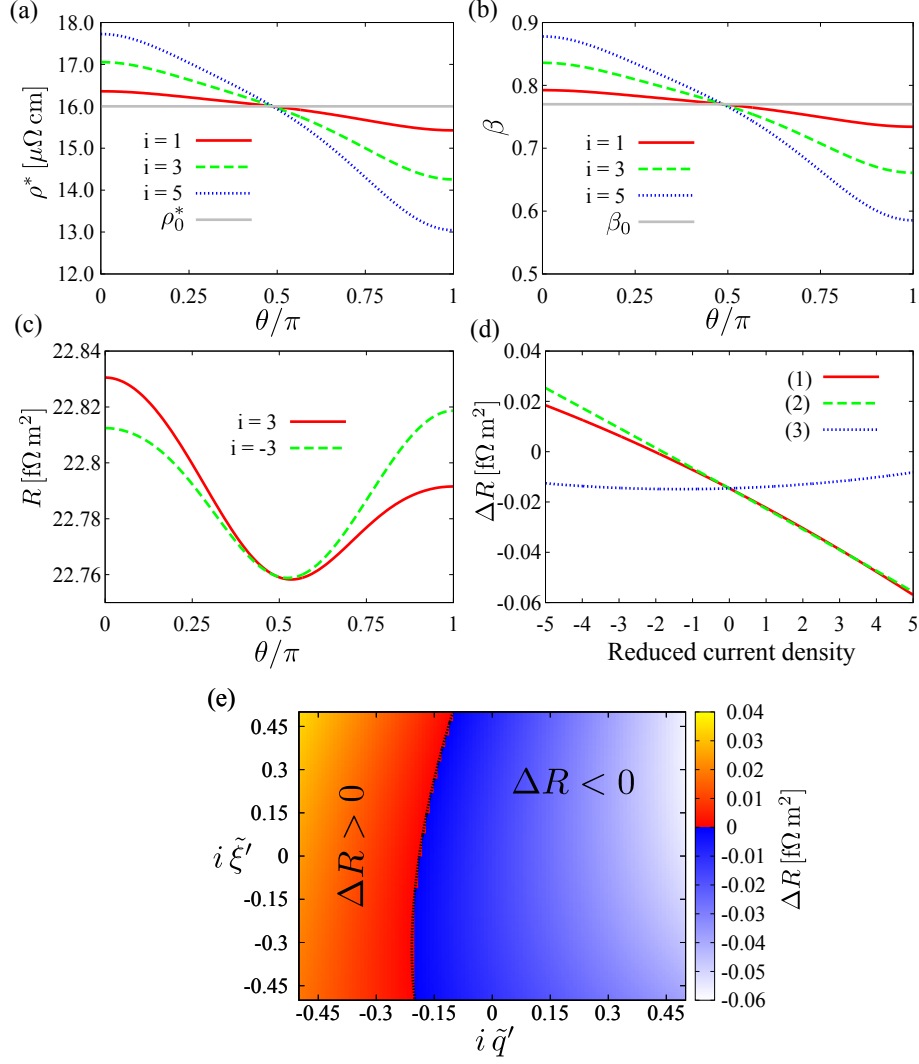 (a)
ρ* [μΩ cm]
18.0
17.0
16.0
15.0
14.0
13.0
12.0
i = 1
i = 3
i = 5
ρ₀*
0 0.25 0.5 0.75 1
θ/π
(b)
β
0.9
0.8
0.7
0.6
0.5
i = 1
i = 3
i = 5
β₀
0 0.25 0.5 0.75 1
θ/π
(c)
R [fΩ m²]
22.84
22.82
22.8
22.78
22.76
i = 3
i = -3
0 0.25 0.5 0.75 1
θ/π
(d)
ΔR [fΩ m²]
0.04
0.02
0
-0.02
-0.04
-0.06
(1)
(2)
(3)
-5 -4 -3 -2 -1 0 1 2 3 4 5
Reduced current density
(e)
i ξ̃′
0.45
0.3
0.15
0
-0.15
-0.3
-0.45
ΔR > 0
ΔR < 0
-0.45 -0.3 -0.15 0 0.15 0.3 0.45
i q̃′
0.04
0.03
0.02
0.01
0
-0.01
-0.02
-0.03
-0.04
-0.05
-0.06
ΔR [fΩ m²]